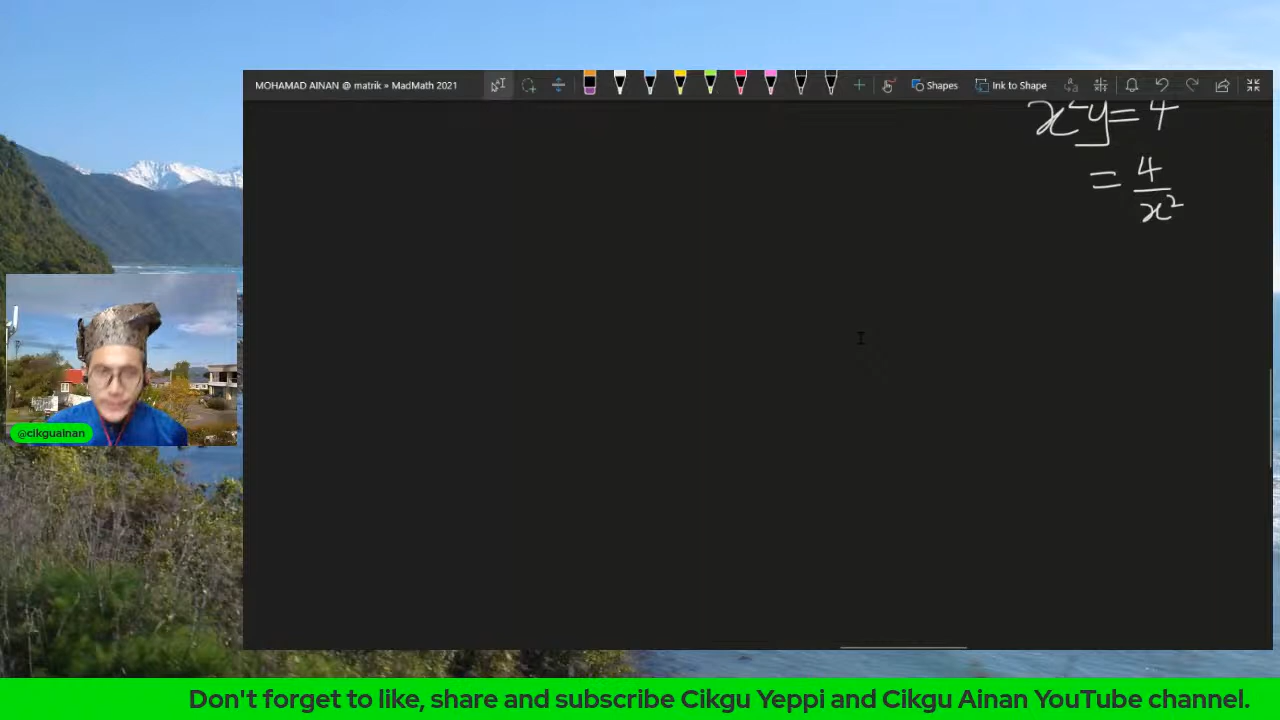 MOHAMAD AINAN @ matrik » MadMath 2021 Shapes Ink to Shape
x²y = 4
= 4/x²
@cikguainan
Don't forget to like, share and subscribe Cikgu Yeppi and Cikgu Ainan YouTube channel.